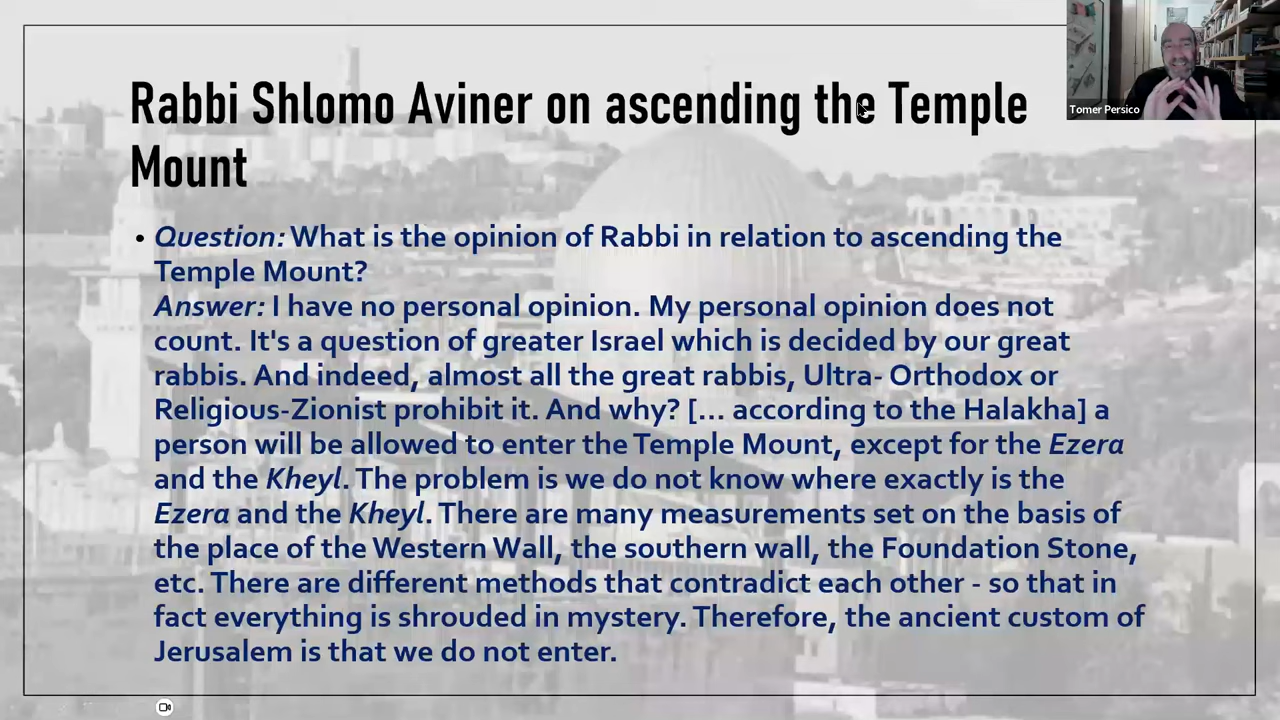 Rabbi Shlomo Aviner on ascending the Temple
Mount
Tomer Persico
• Question: What is the opinion of Rabbi in relation to ascending the
Temple Mount?
Answer: I have no personal opinion. My personal opinion does not
count. It's a question of greater Israel which is decided by our great
rabbis. And indeed, almost all the great rabbis, Ultra- Orthodox or
Religious-Zionist prohibit it. And why? [... according to the Halakha] a
person will be allowed to enter the Temple Mount, except for the Ezera
and the Kheyl. The problem is we do not know where exactly is the
Ezera and the Kheyl. There are many measurements set on the basis of
the place of the Western Wall, the southern wall, the Foundation Stone,
etc. There are different methods that contradict each other - so that in
fact everything is shrouded in mystery. Therefore, the ancient custom of
Jerusalem is that we do not enter.